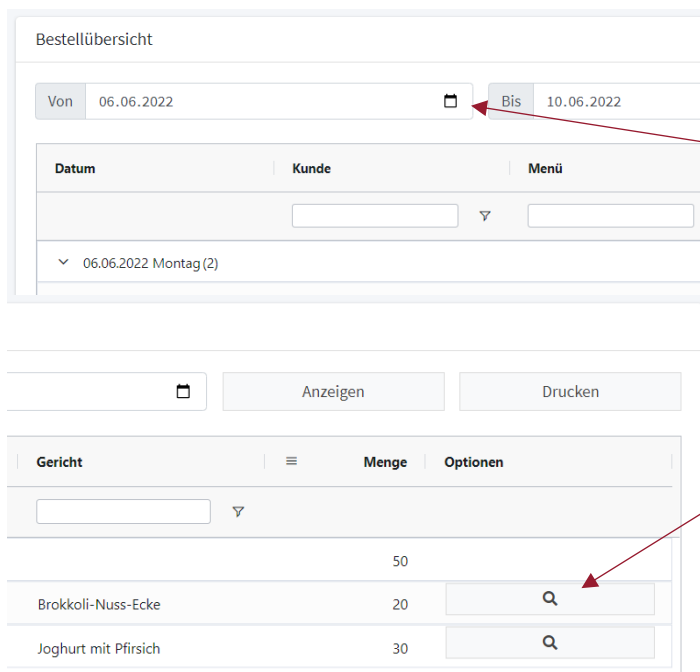 Bestellübersicht
Von 06.06.2022 Bis 10.06.2022
Datum Kunde Menü
06.06.2022 Montag (2)
Anzeigen Drucken
Gericht Menge Optionen
50
Brokkoli-Nuss-Ecke 20
Joghurt mit Pfirsich 30